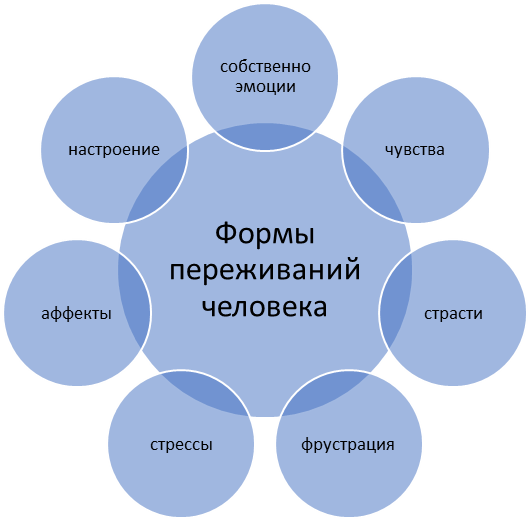 собственно
эмоции
настроение
чувства
Формы
переживаний
человека
аффекты
страсти
стрессы
фрустрация